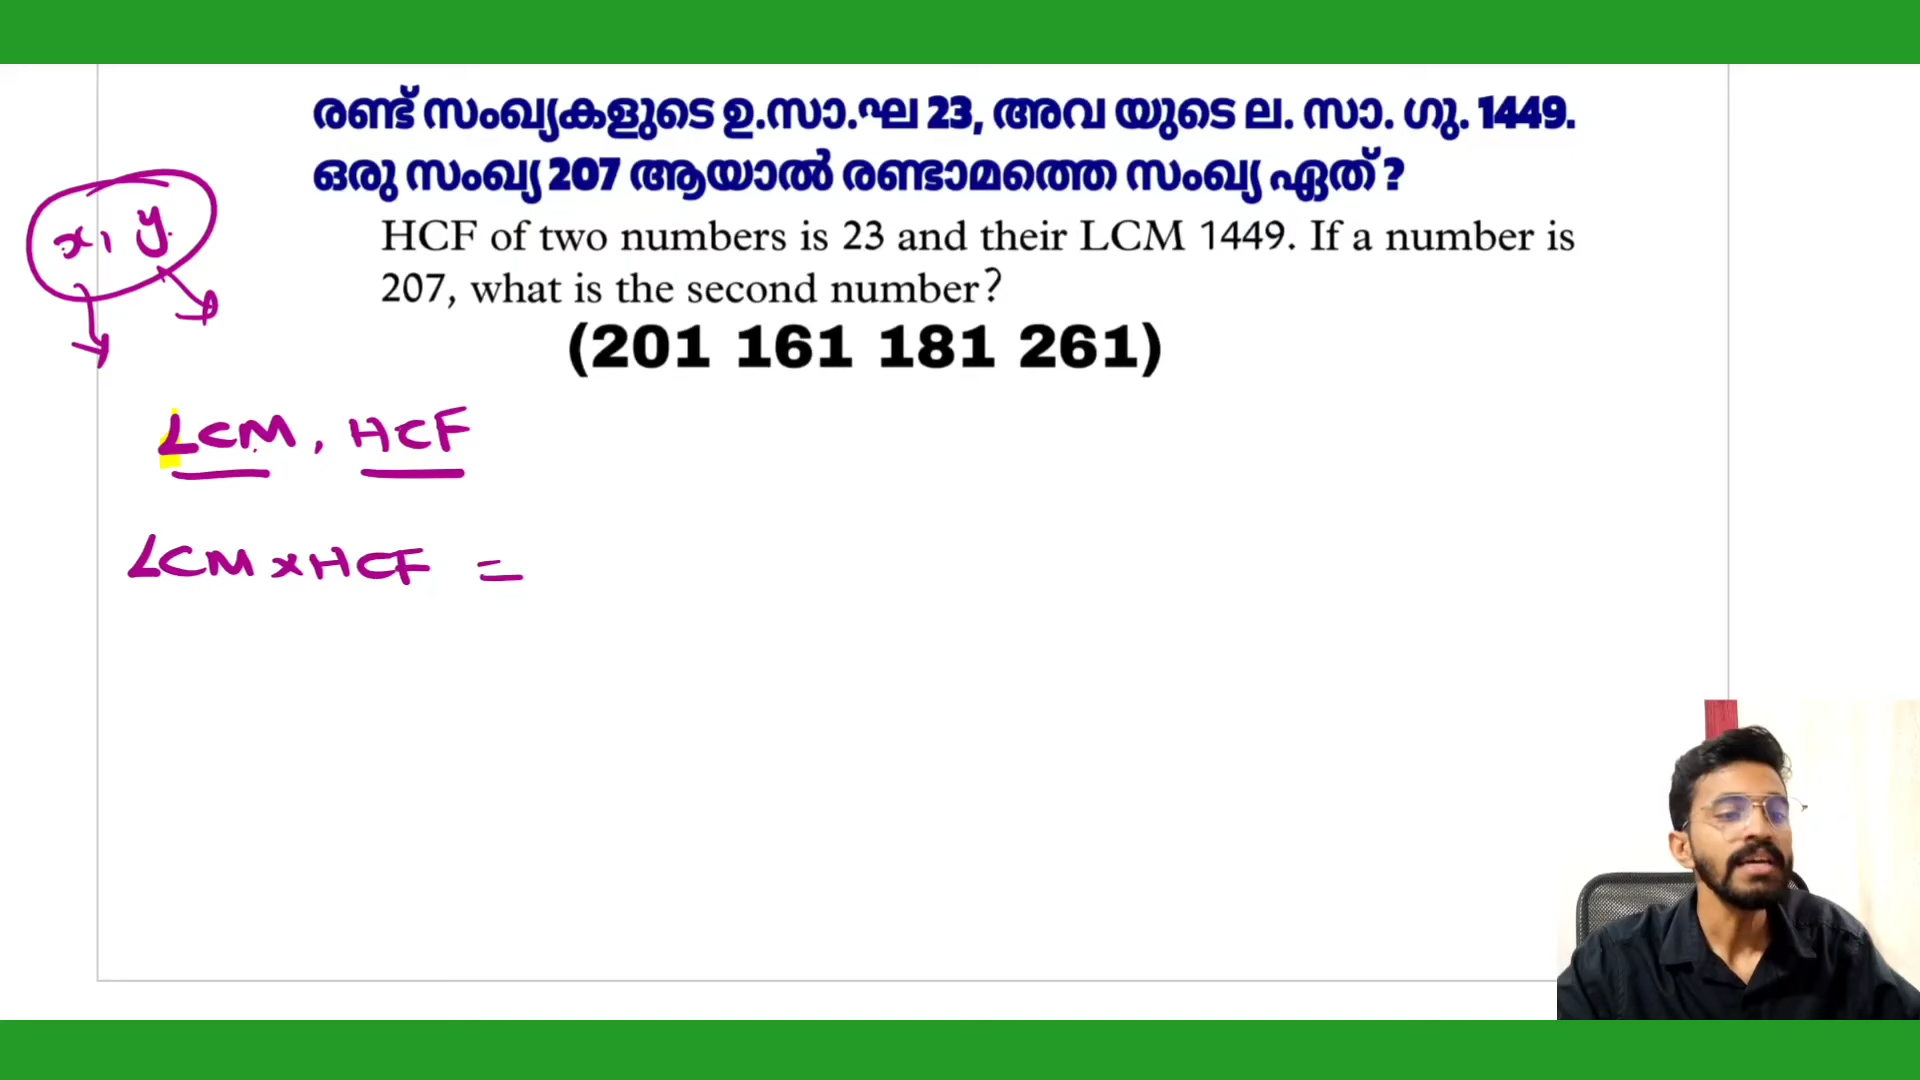 രണ്ട് സംഖ്യകളുടെ ഉ.സാ.ഘ 23, അവ യുടെ ല. സാ. ഗു. 1449.
ഒരു സംഖ്യ 207 ആയാൽ രണ്ടാമത്തെ സംഖ്യ ഏത് ?
HCF of two numbers is 23 and their LCM 1449. If a number is
207, what is the second number?
(201 161 181 261)
x, y
LCM, HCF
LCM x HCF =